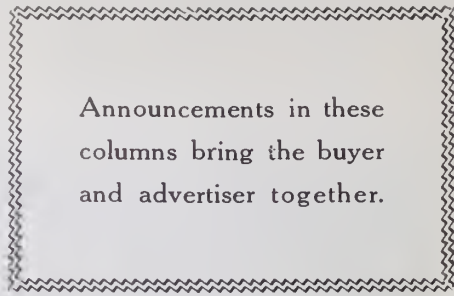 Announcements in these
columns bring the buyer
and advertiser together.